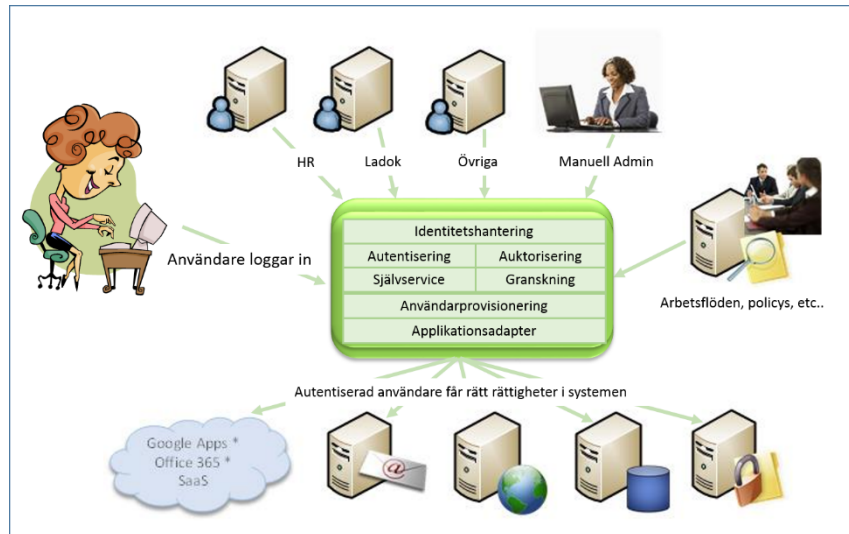 HR
Ladok
Övriga
Manuell Admin
Användare loggar in
Identitetshantering
Autentisering
Auktorisering
Självservice
Granskning
Användarprovisionering
Applikationsadapter
Arbetsflöden, policys, etc..
Autentiserad användare får rätt rättigheter i systemen
Google Apps *
Office 365 *
SaaS
@